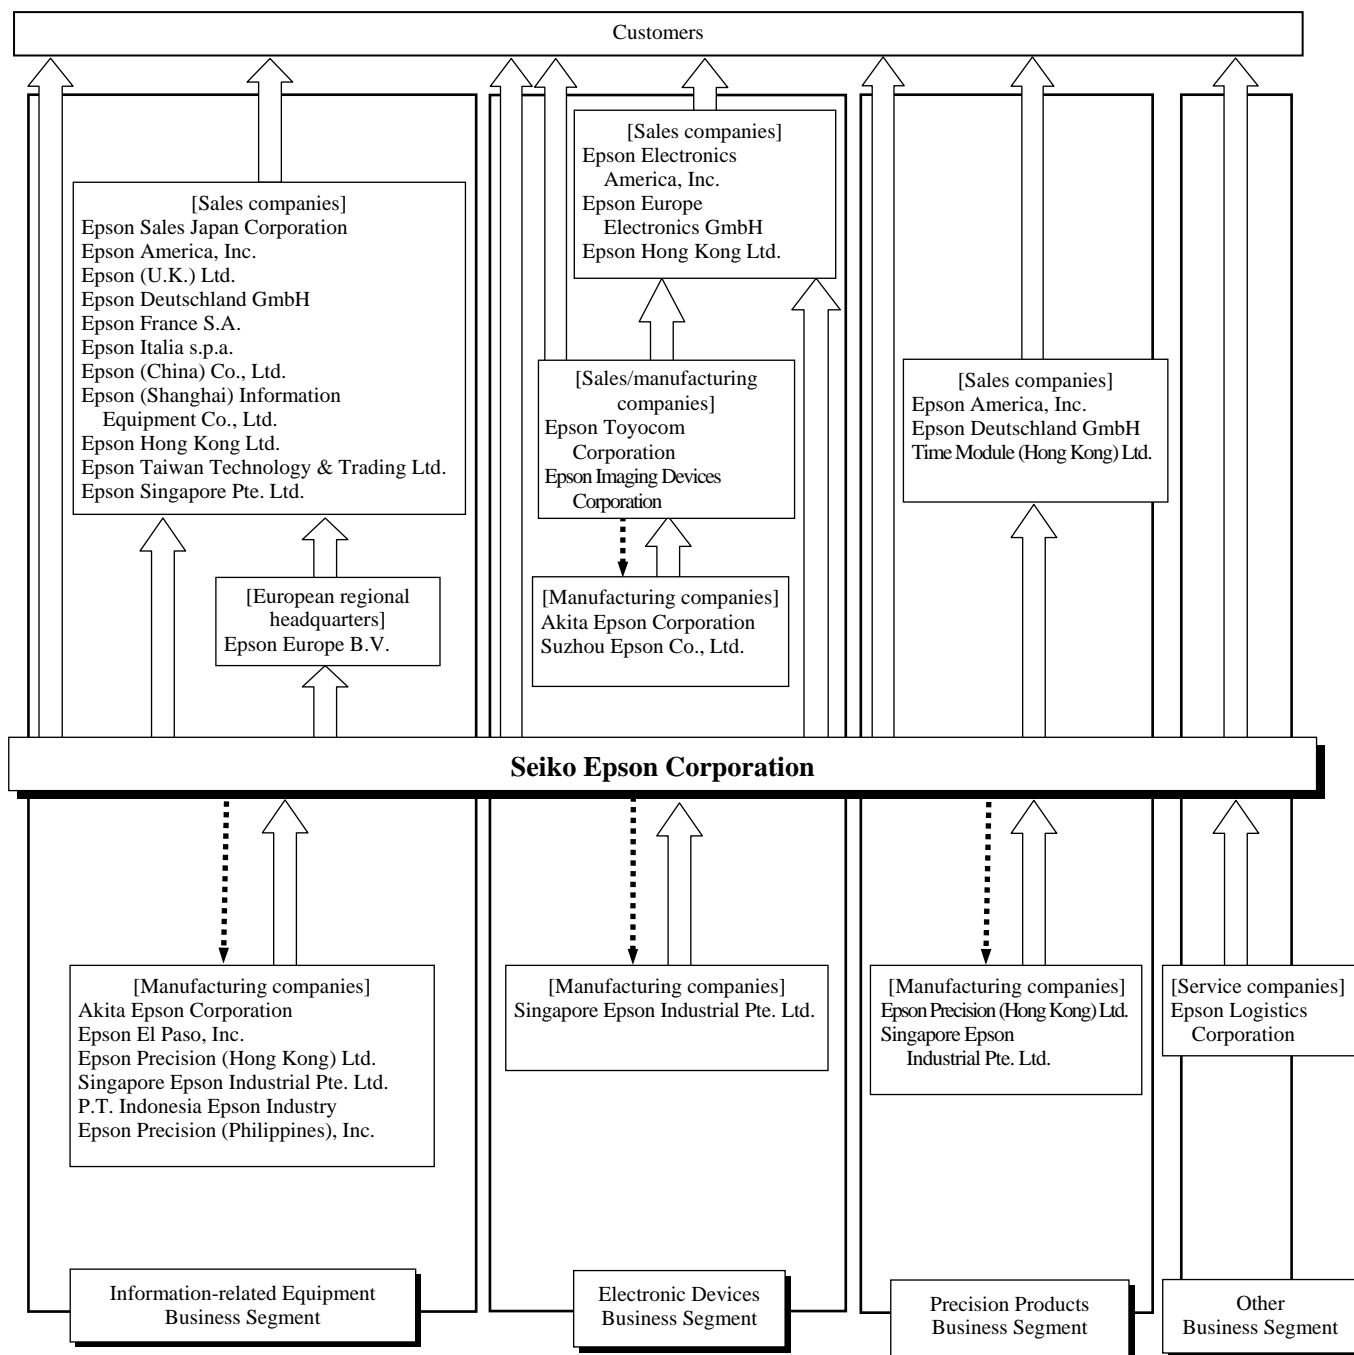 Customers
[Sales companies]
Epson Sales Japan Corporation
Epson America, Inc.
Epson (U.K.) Ltd.
Epson Deutschland GmbH
Epson France S.A.
Epson Italia s.p.a.
Epson (China) Co., Ltd.
Epson (Shanghai) Information
Equipment Co., Ltd.
Epson Hong Kong Ltd.
Epson Taiwan Technology & Trading Ltd.
Epson Singapore Pte. Ltd.
[European regional
headquarters]
Epson Europe B.V.
[Sales companies]
Epson Electronics
America, Inc.
Epson Europe
Electronics GmbH
Epson Hong Kong Ltd.
[Sales/manufacturing
companies]
Epson Toyocom
Corporation
Epson Imaging Devices
Corporation
[Manufacturing companies]
Akita Epson Corporation
Suzhou Epson Co., Ltd.
[Sales companies]
Epson America, Inc.
Epson Deutschland GmbH
Time Module (Hong Kong) Ltd.
Seiko Epson Corporation
[Manufacturing companies]
Akita Epson Corporation
Epson El Paso, Inc.
Epson Precision (Hong Kong) Ltd.
Singapore Epson Industrial Pte. Ltd.
P.T. Indonesia Epson Industry
Epson Precision (Philippines), Inc.
[Manufacturing companies]
Singapore Epson Industrial Pte. Ltd.
[Manufacturing companies]
Epson Precision (Hong Kong) Ltd.
Singapore Epson
Industrial Pte. Ltd.
[Service companies]
Epson Logistics
Corporation
Information-related Equipment
Business Segment
Electronic Devices
Business Segment
Precision Products
Business Segment
Other
Business Segment